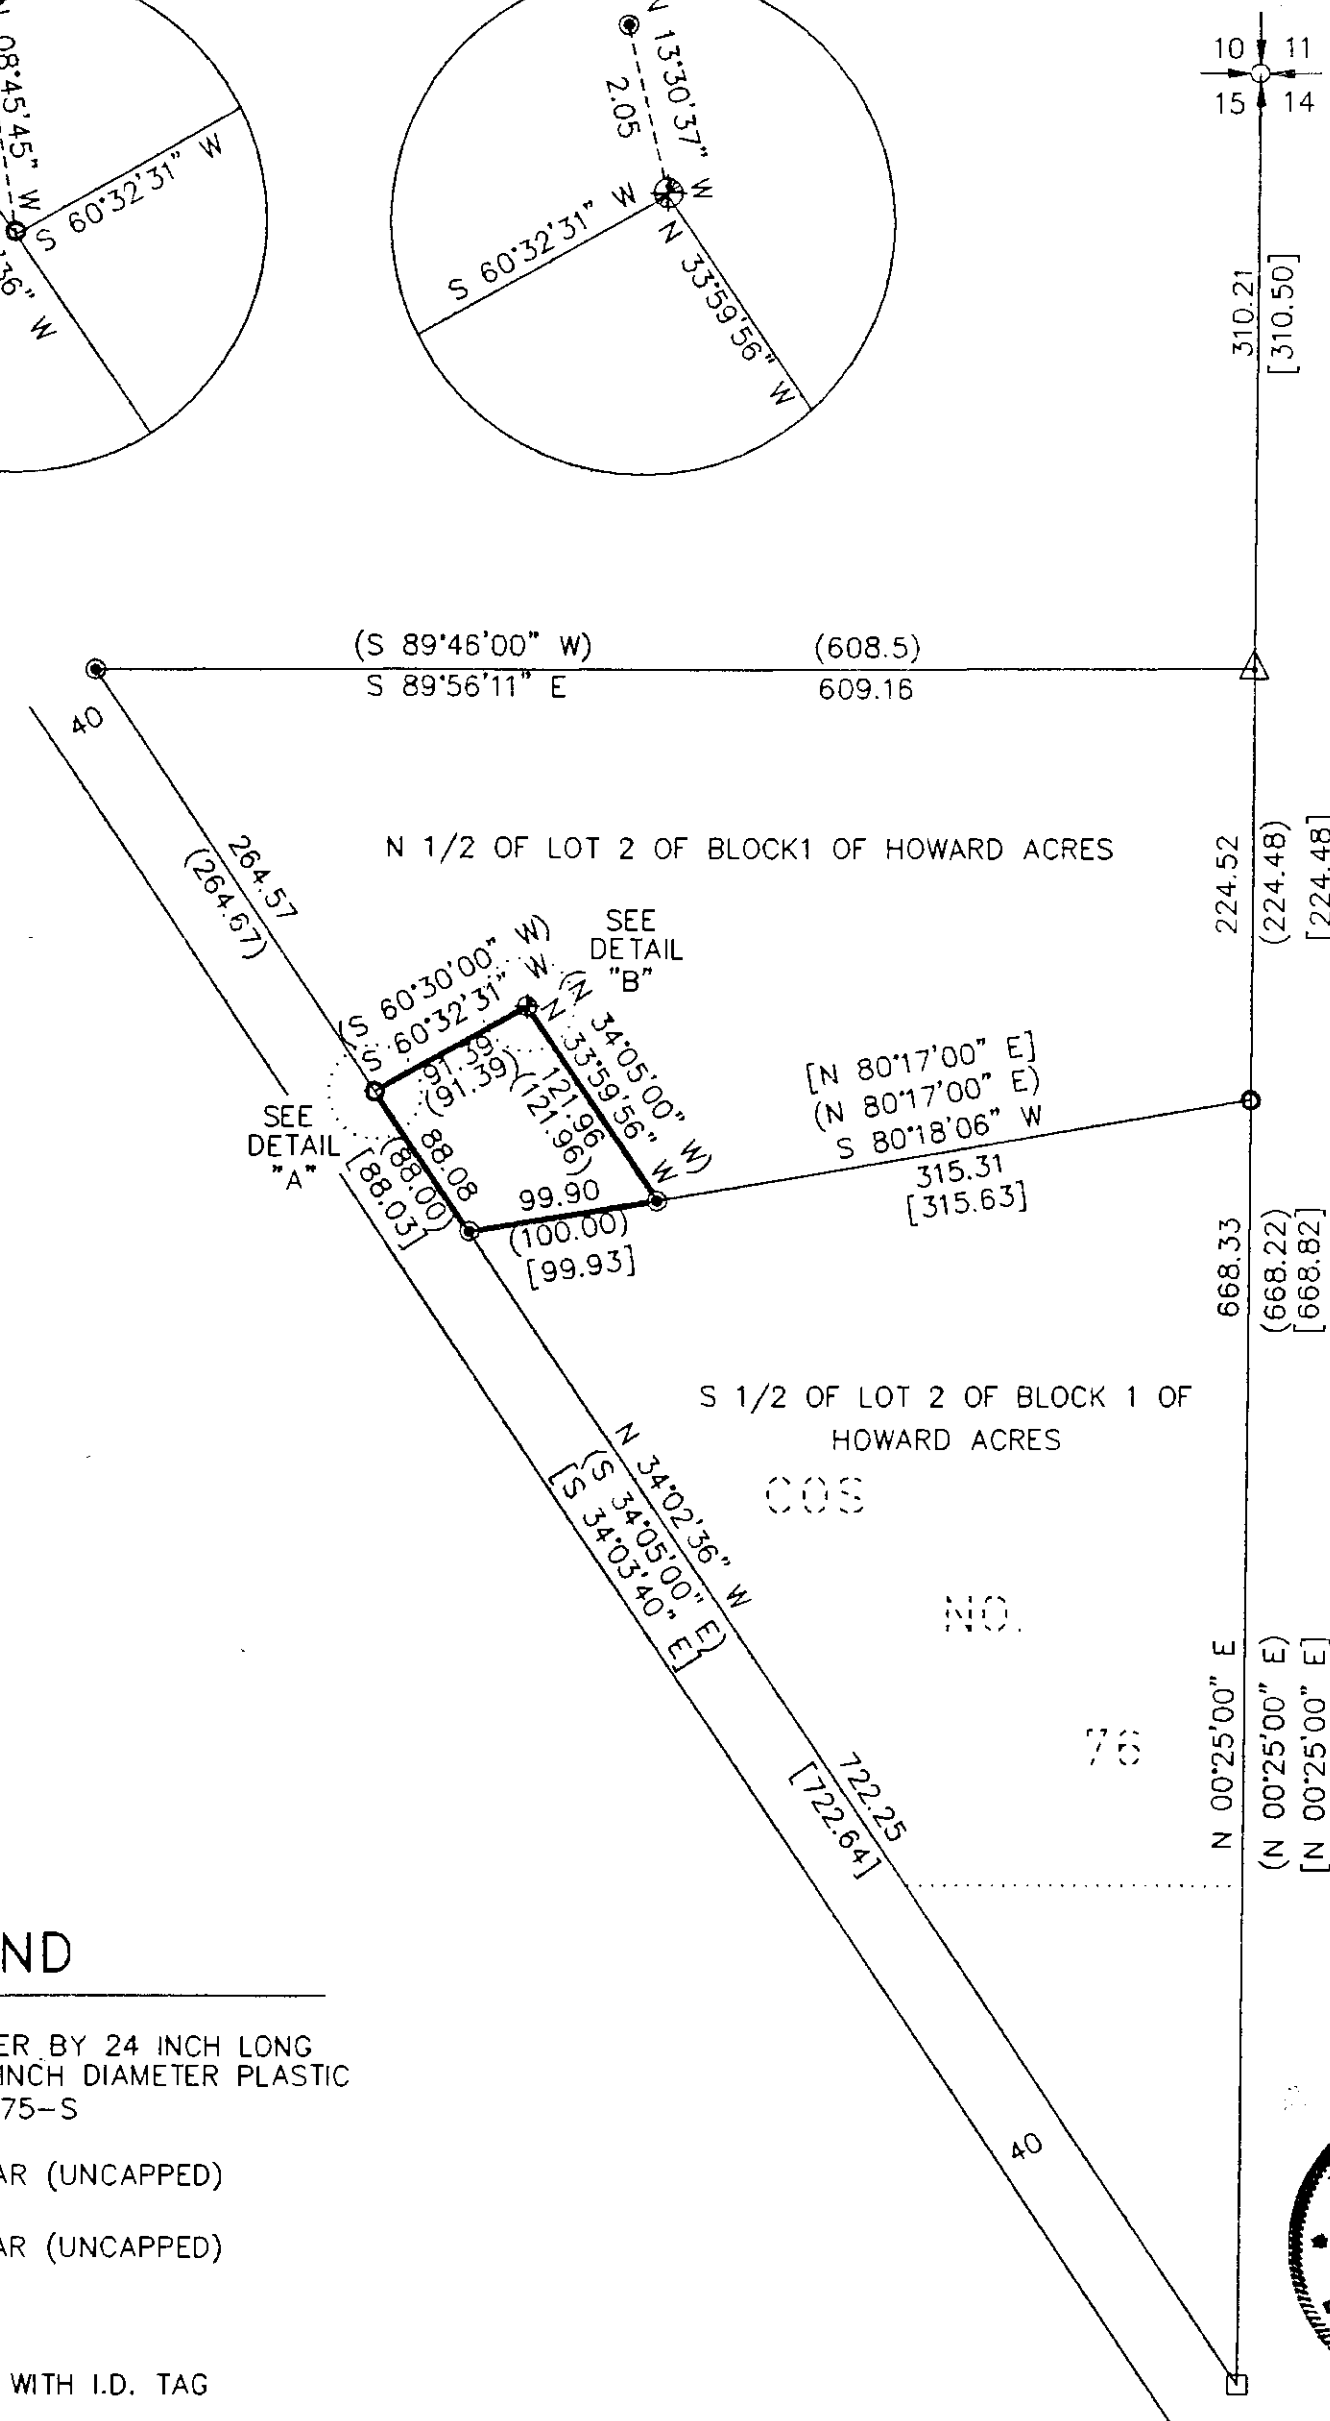 08°45'45" W
S 60°32'31" W
36" W
13°30'37" W
2.05
S 60°32'31" W
N 33°59'56" W
10 11
15 14
310.21
[310.50]
(S 89°46'00" W) (608.5)
S 89°56'11" E 609.16
40
264.57
(264.67)
N 1/2 OF LOT 2 OF BLOCK1 OF HOWARD ACRES
224.52
(224.48)
[224.48]
SEE
DETAIL
"B"
(S 60°30'00" W)
S 60°32'31" W
91.39
(91.39)
(N 34°05'00" W)
N 33°59'56" W
121.96
(121.96)
SEE
DETAIL
"A"
88.08
(88.00)
[88.03]
99.90
(100.00)
[99.93]
[N 80°17'00" E]
(N 80°17'00" E)
S 80°18'06" W
315.31
[315.63]
668.33
(668.22)
[668.82]
S 1/2 OF LOT 2 OF BLOCK 1 OF
HOWARD ACRES
COS
NO.
76
N 34°02'36" W
(S 34°05'00" E)
[S 34°03'40" E]
722.25
[722.64]
N 00°25'00" E
(N 00°25'00" E)
[N 00°25'00" E]
40
ND
ER BY 24 INCH LONG
INCH DIAMETER PLASTIC
75-S
AR (UNCAPPED)
AR (UNCAPPED)
WITH I.D. TAG